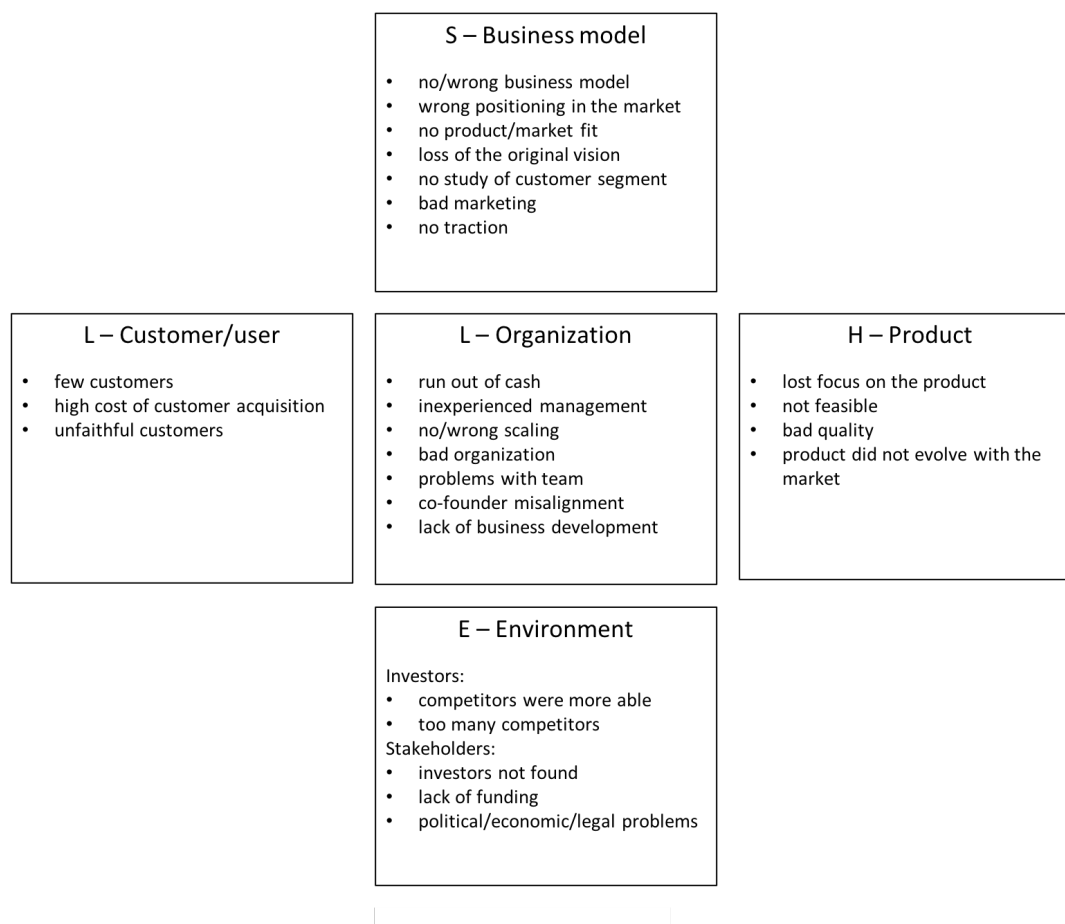 S – Business model
• no/wrong business model
• wrong positioning in the market
• no product/market fit
• loss of the original vision
• no study of customer segment
• bad marketing
• no traction
L – Customer/user
• few customers
• high cost of customer acquisition
• unfaithful customers
L – Organization
• run out of cash
• inexperienced management
• no/wrong scaling
• bad organization
• problems with team
• co-founder misalignment
• lack of business development
H – Product
• lost focus on the product
• not feasible
• bad quality
• product did not evolve with the
market
E – Environment
Investors:
• competitors were more able
• too many competitors
Stakeholders:
• investors not found
• lack of funding
• political/economic/legal problems